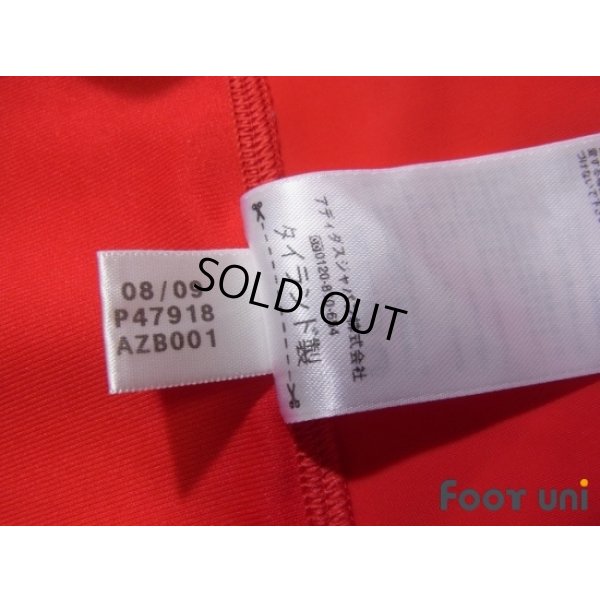 08/09
P47918
AZB001
SOLD OUT
アディダスジャパン株式会社
タイランド製
Foot uni